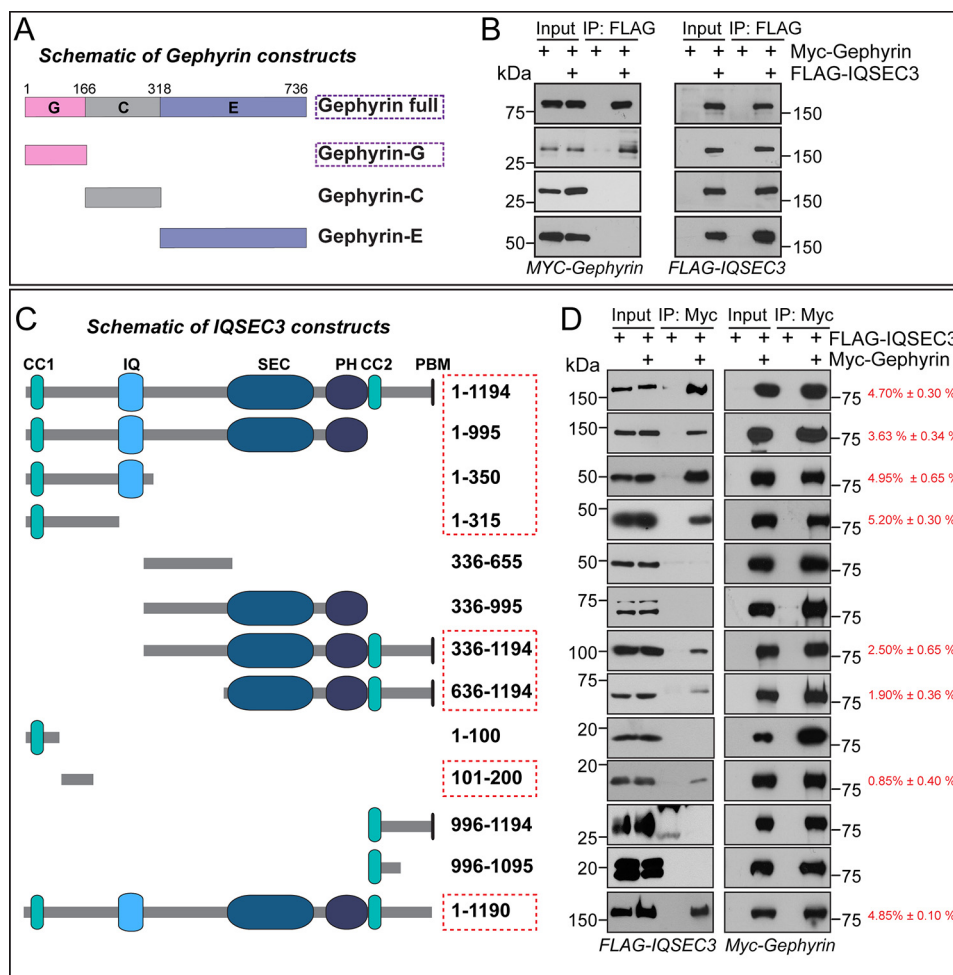 A
Schematic of Gephyrin constructs
1 166 318 736
G C E Gephyrin full
Gephyrin-G
Gephyrin-C
Gephyrin-E
B
Input IP: FLAG Input IP: FLAG
+ + + + + + + + Myc-Gephyrin
kDa + + + + FLAG-IQSEC3
75 150
25 150
25 150
50 150
MYC-Gephyrin FLAG-IQSEC3
C
Schematic of IQSEC3 constructs
CC1 IQ SEC PH CC2 PBM
1-1194
1-995
1-350
1-315
336-655
336-995
336-1194
636-1194
1-100
101-200
996-1194
996-1095
1-1190
D
Input IP: Myc Input IP: Myc
+ + + + + + + + FLAG-IQSEC3
+ + + + Myc-Gephyrin
kDa
150 75 4.70% ± 0.30 %
150 75 3.63 % ± 0.34 %
50 75 4.95% ± 0.65 %
50 75 5.20% ± 0.30 %
50 75
75 75
100 75 2.50% ± 0.65 %
75 75 1.90% ± 0.36 %
20 75
20 75 0.85% ± 0.40 %
25 75
20 75
150 75 4.85% ± 0.10 %
FLAG-IQSEC3 Myc-Gephyrin